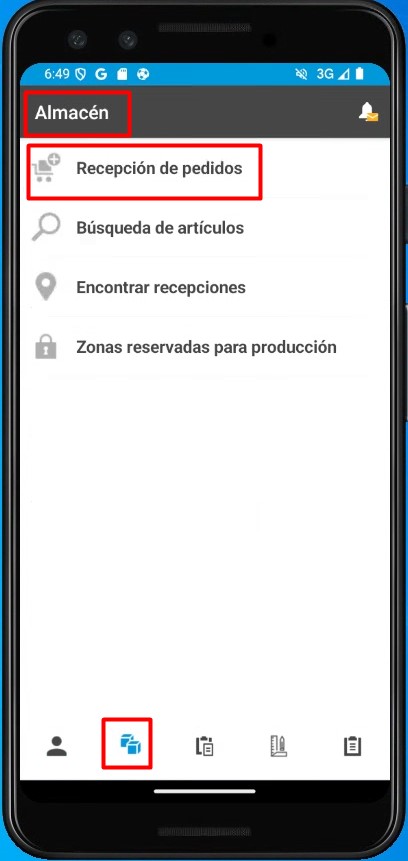 6:49 3G
Almacén
Recepción de pedidos
Búsqueda de artículos
Encontrar recepciones
Zonas reservadas para producción